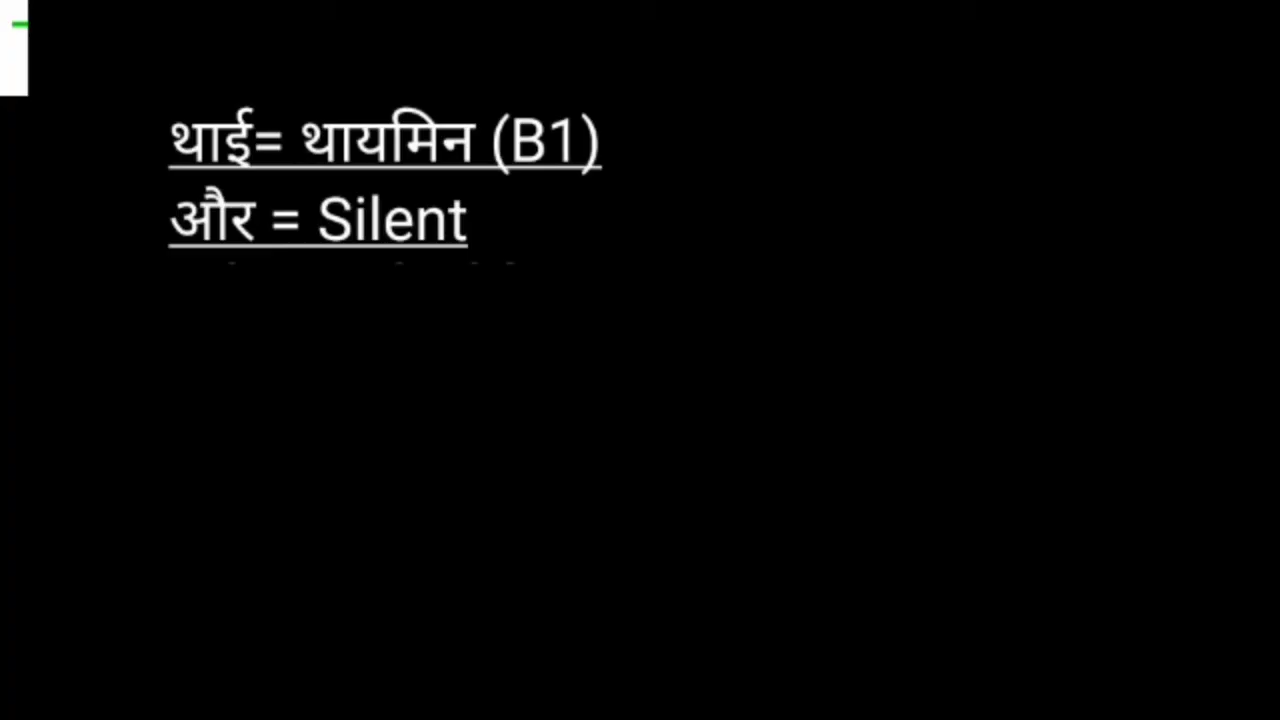 थाई= थायमिन (B1)
और = Silent